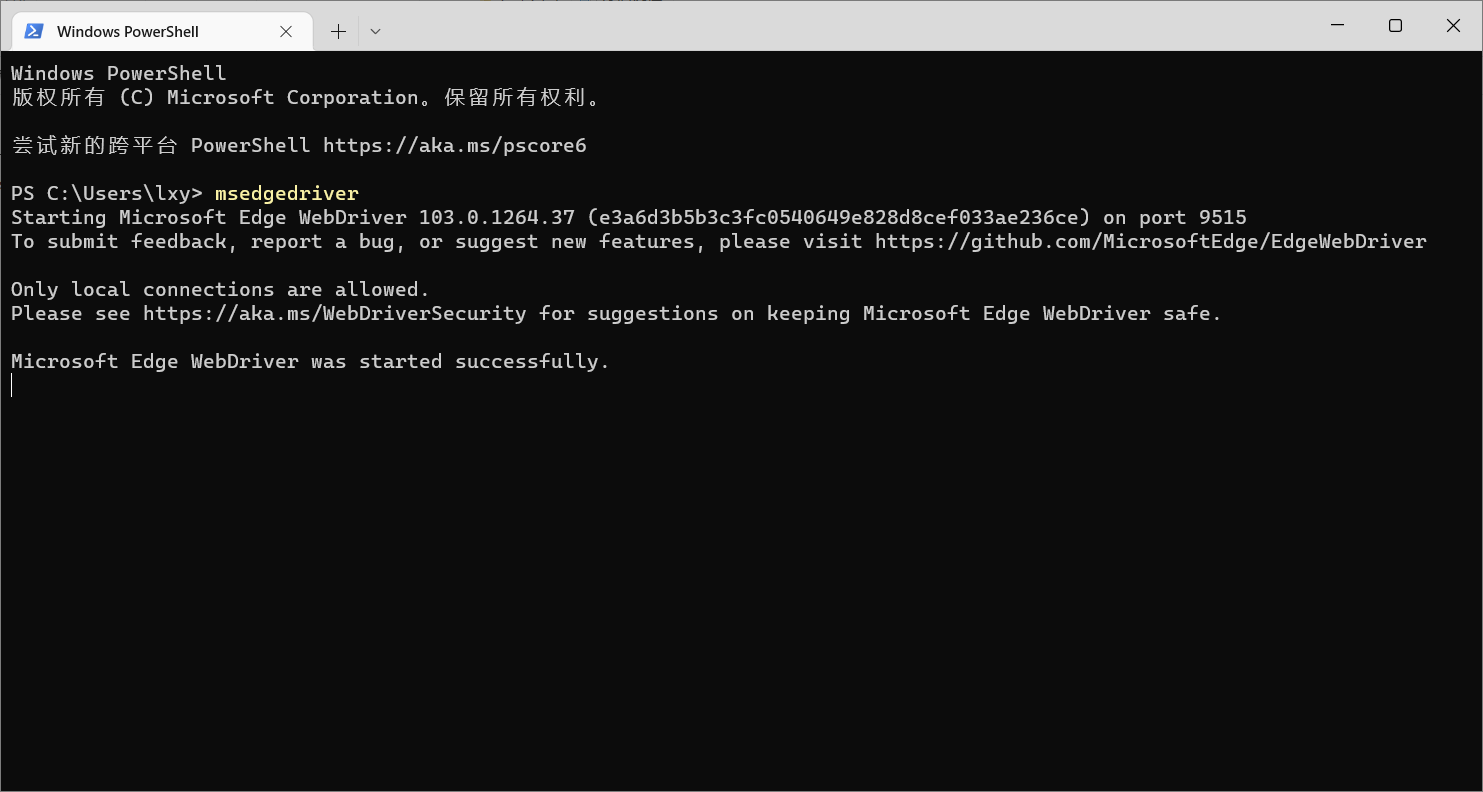 Windows PowerShell
Windows PowerShell
版权所有 (C) Microsoft Corporation。保留所有权利。
尝试新的跨平台 PowerShell https://aka.ms/pscore6
PS C:\Users\lxy> msedgedriver
Starting Microsoft Edge WebDriver 103.0.1264.37 (e3a6d3b5b3c3fc0540649e828d8cef033ae236ce) on port 9515
To submit feedback, report a bug, or suggest new features, please visit https://github.com/MicrosoftEdge/EdgeWebDriver
Only local connections are allowed.
Please see https://aka.ms/WebDriverSecurity for suggestions on keeping Microsoft Edge WebDriver safe.
Microsoft Edge WebDriver was started successfully.